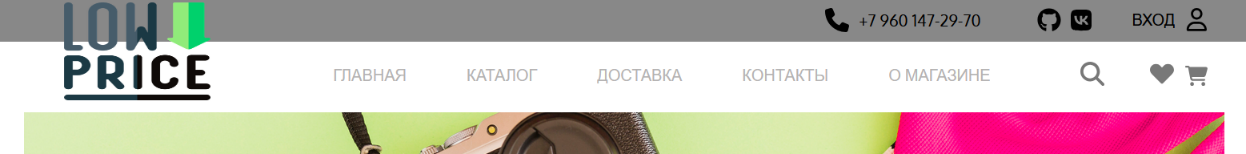 LOW
PRICE
+7 960 147-29-70
ВХОД
ГЛАВНАЯ
КАТАЛОГ
ДОСТАВКА
КОНТАКТЫ
О МАГАЗИНЕ